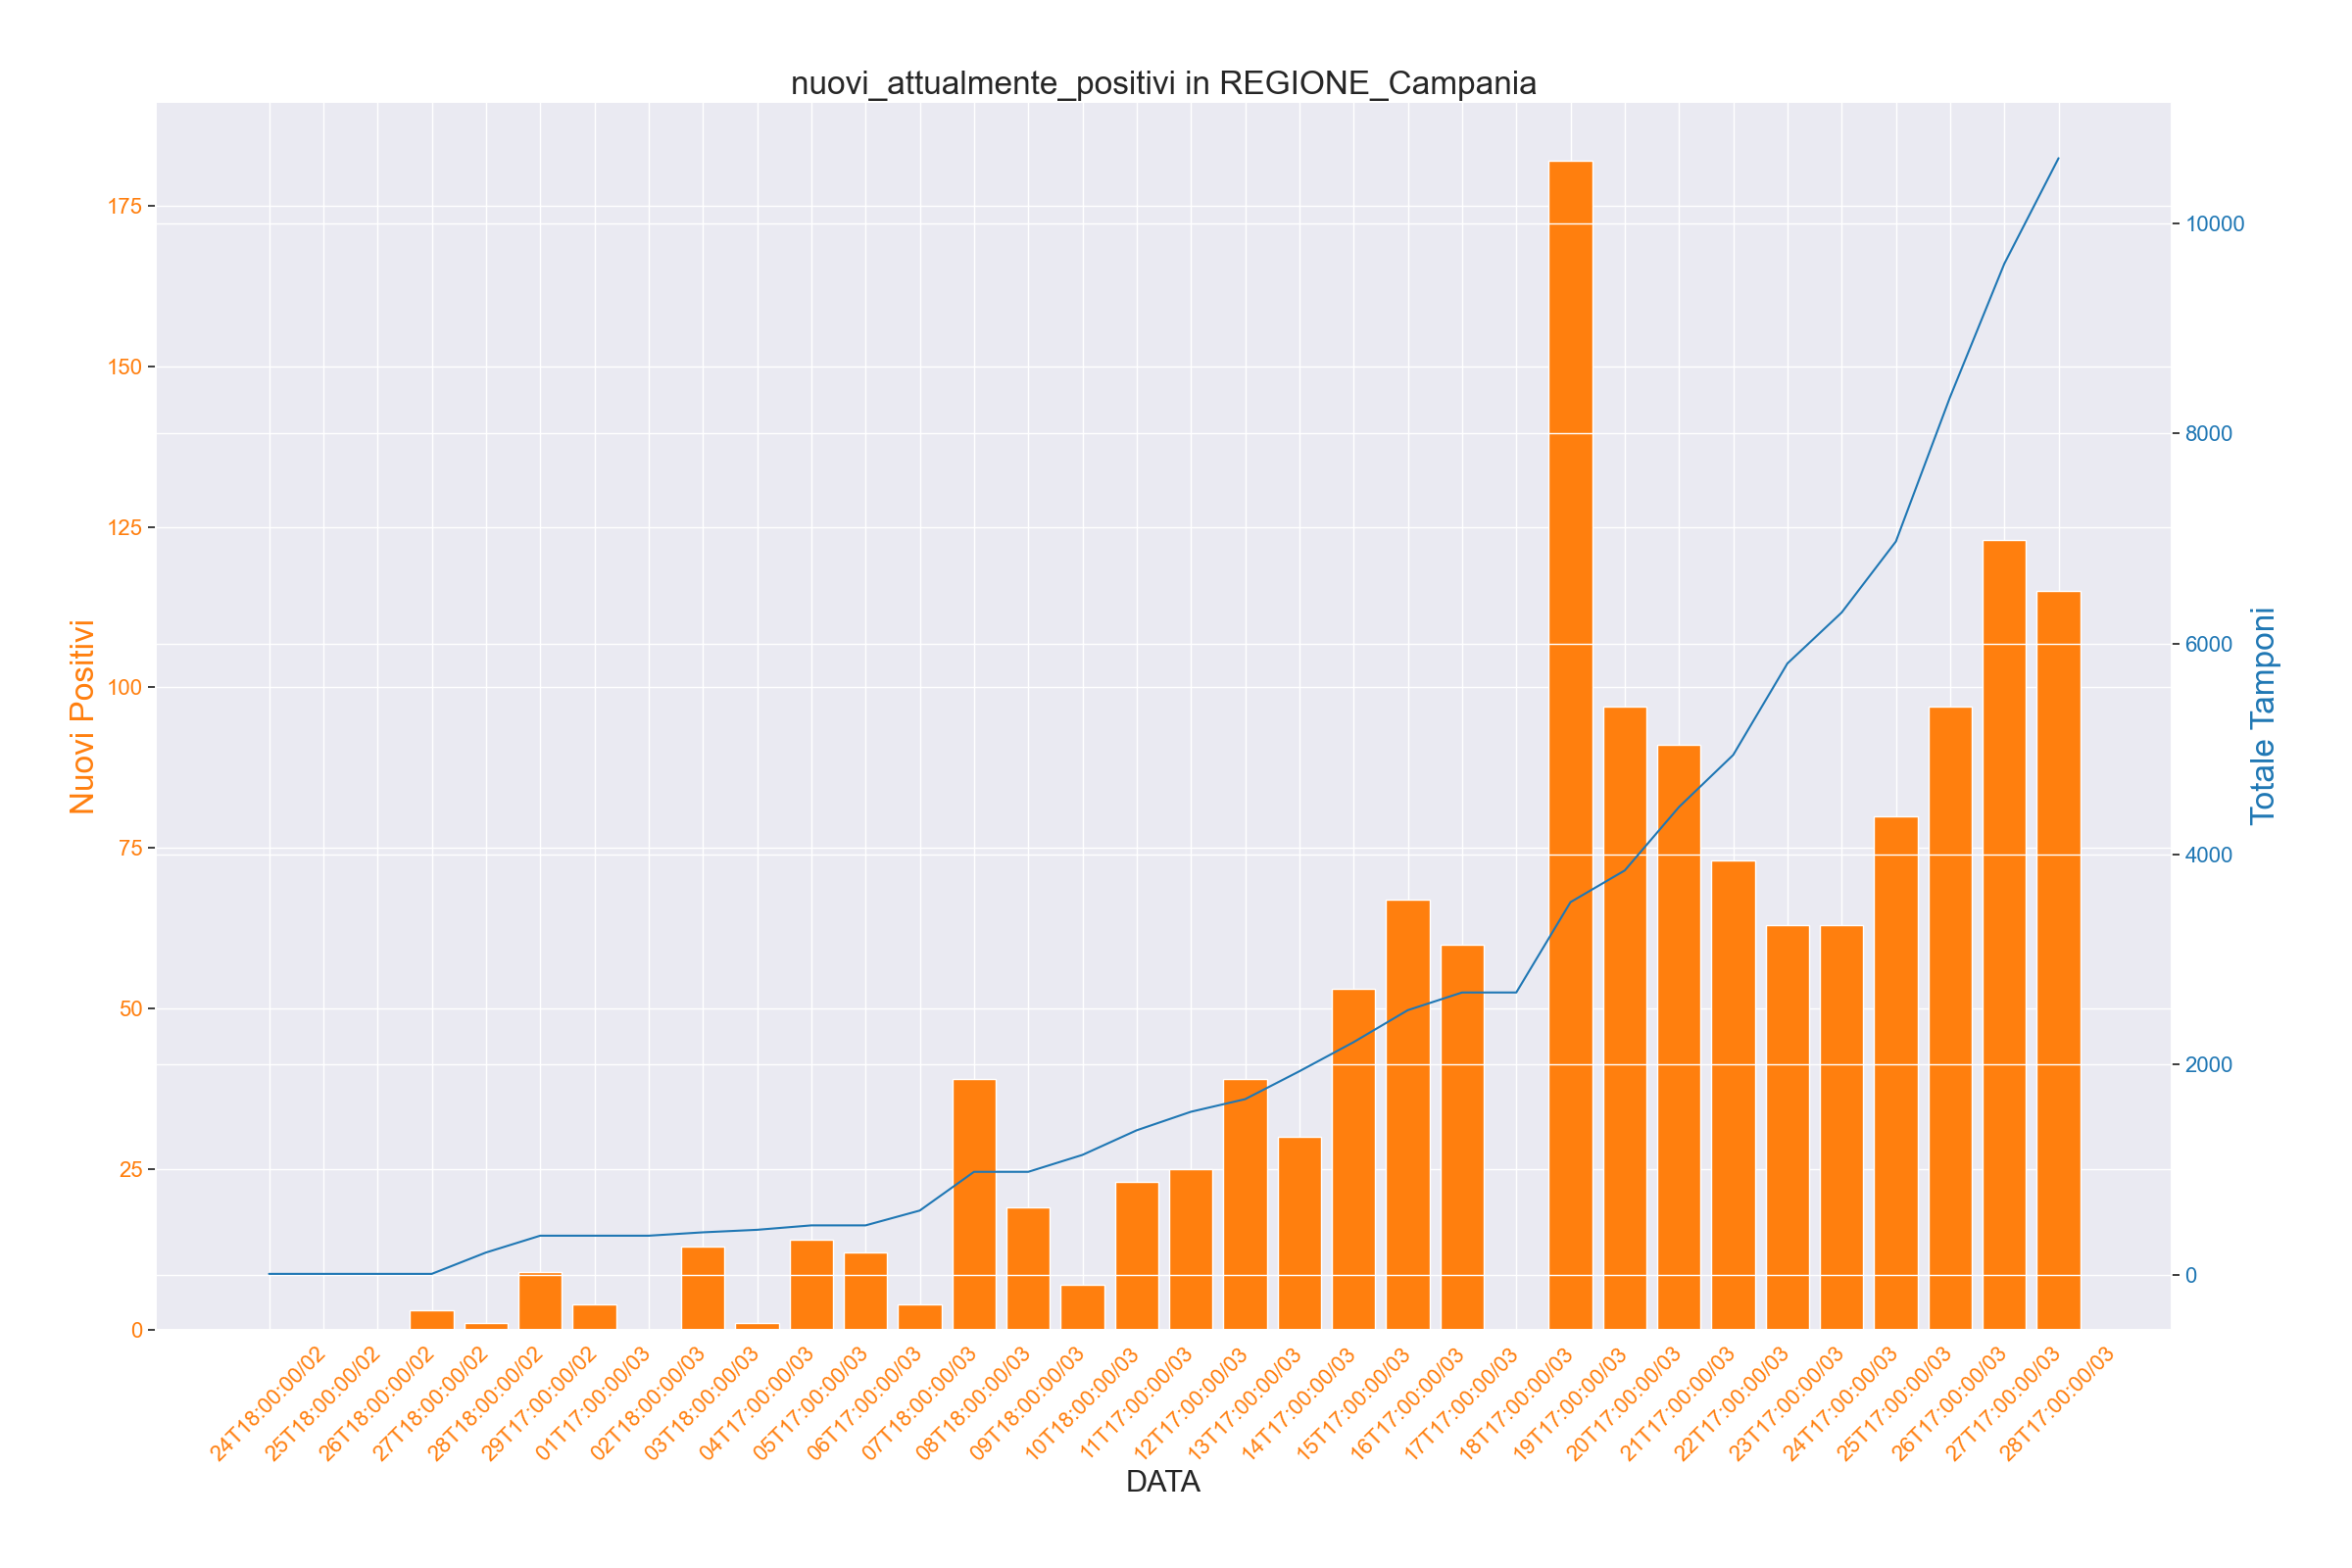 nuovi_attualmente_positivi in REGIONE_Campania
175
150
125
100
75
50
25
0
Nuovi Positivi
10000
8000
6000
4000
2000
0
Totale Tamponi
24T18:00:00/02
25T18:00:00/02
26T18:00:00/02
27T18:00:00/02
28T18:00:00/02
29T17:00:00/02
01T17:00:00/03
02T18:00:00/03
03T18:00:00/03
04T17:00:00/03
05T17:00:00/03
06T17:00:00/03
07T18:00:00/03
08T18:00:00/03
09T18:00:00/03
10T18:00:00/03
11T17:00:00/03
12T17:00:00/03
13T17:00:00/03
14T17:00:00/03
15T17:00:00/03
16T17:00:00/03
17T17:00:00/03
18T17:00:00/03
19T17:00:00/03
20T17:00:00/03
21T17:00:00/03
22T17:00:00/03
23T17:00:00/03
24T17:00:00/03
25T17:00:00/03
26T17:00:00/03
27T17:00:00/03
28T17:00:00/03
DATA